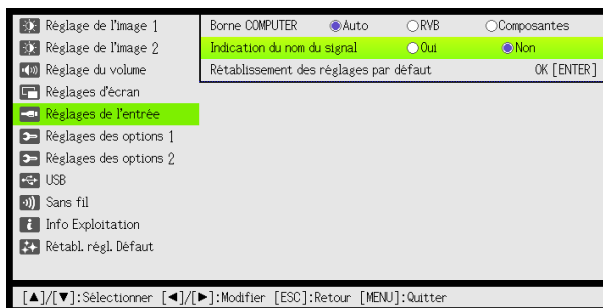 Réglage de l'image 1
Réglage de l'image 2
Réglage du volume
Réglages d'écran
Réglages de l'entrée
Réglages des options 1
Réglages des options 2
USB
Sans fil
Info Exploitation
Rétabl. régl. Défaut
Borne COMPUTER Auto RVB Composantes
Indication du nom du signal Oui Non
Rétablissement des réglages par défaut OK [ENTER]
[▲]/[▼]:Sélectionner [◄]/[►]:Modifier [ESC]:Retour [MENU]:Quitter